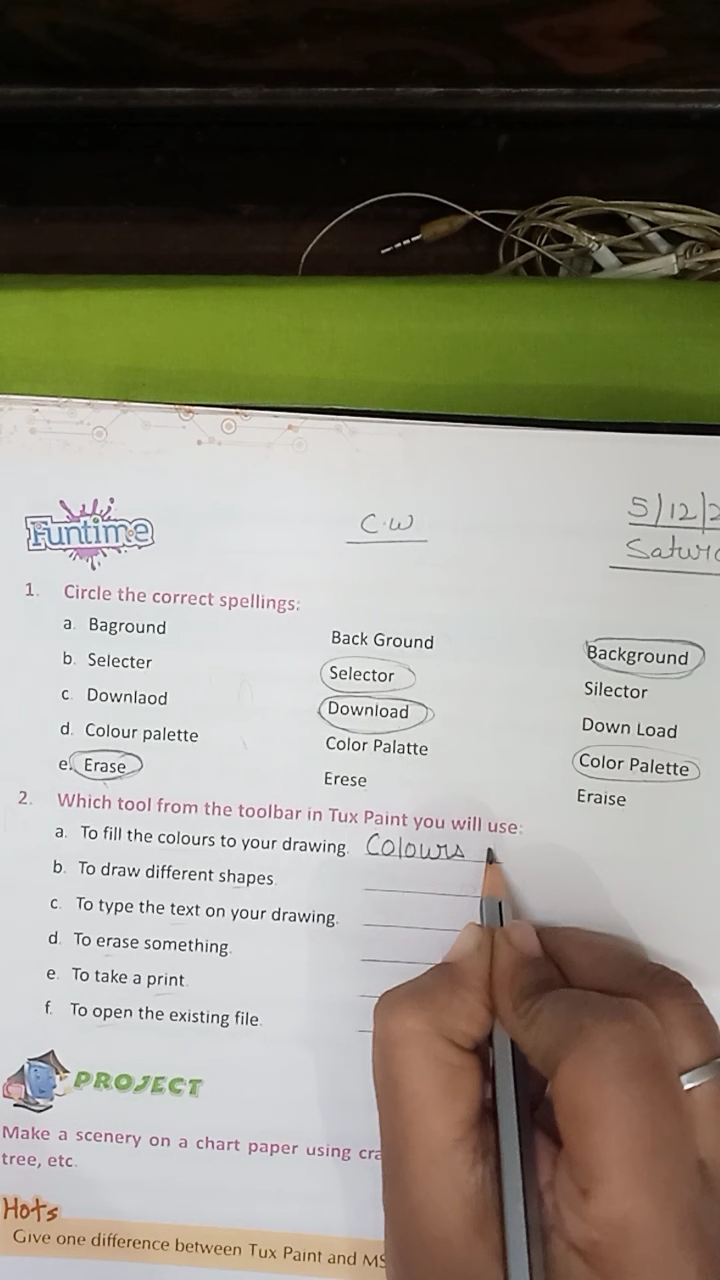 Funtime
C.W
5/12/2
Satur
1. Circle the correct spellings:
a. Baground Back Ground Background
b. Selecter Selector Silector
c. Downlaod Download Down Load
d. Colour palette Color Palatte Color Palette
e. Erase Erese Eraise
2. Which tool from the toolbar in Tux Paint you will use:
a. To fill the colours to your drawing. Colours
b. To draw different shapes.
c. To type the text on your drawing.
d. To erase something.
e. To take a print.
f. To open the existing file.
PROJECT
Make a scenery on a chart paper using cra
tree, etc.
Hots
Give one difference between Tux Paint and MS